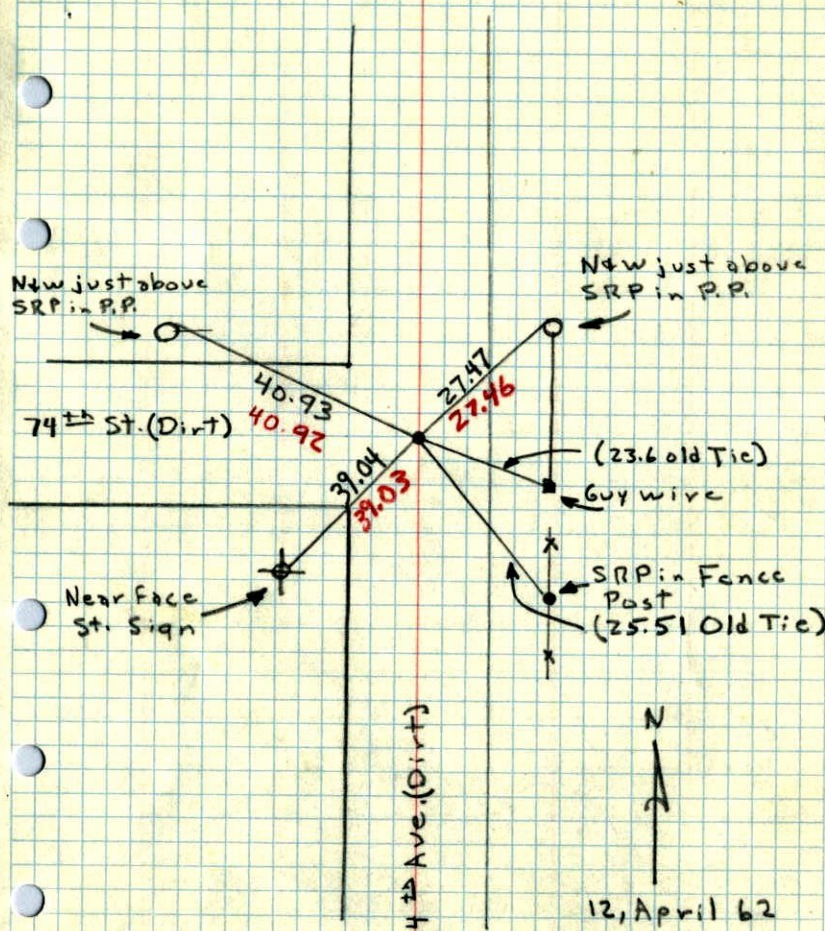 N&W just above
SRP in P.P.
N&W just above
SRP in P.P.
40.93
40.92
27.47
27.46
74th St. (Dirt)
39.04
39.03
(23.6 old Tie)
Guy wire
SRP in Fence
Post
(25.51 Old Tie)
Near Face
St. Sign
4th Ave. (Dirt)
N
12, April 62